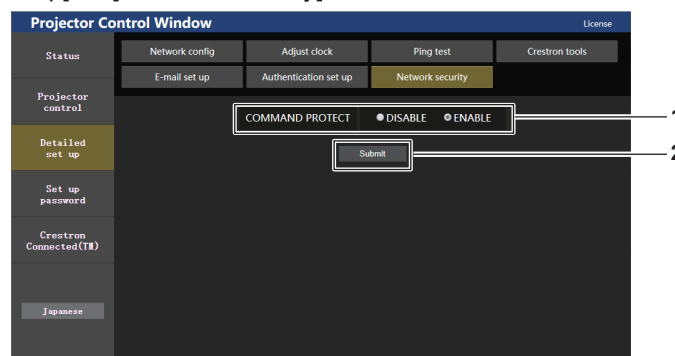 Projector Control Window
License
Status
Network config
Adjust clock
Ping test
Crestron tools
E-mail set up
Authentication set up
Network security
Projector
control
COMMAND PROTECT
DISABLE
ENABLE
Detailed
set up
Submit
Set up
password
Crestron
Connected(TM)
Japanese